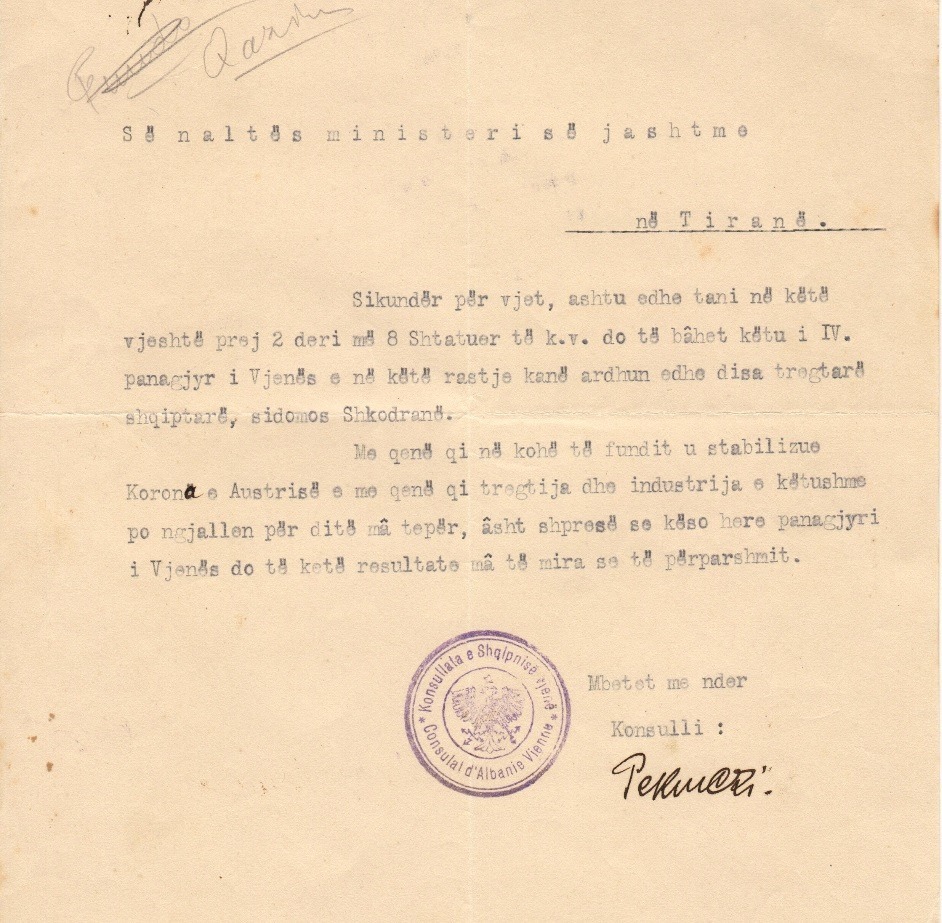 Së naltës ministeri së jashtme
në Tiranë.
Sikundër për vjet, ashtu edhe tani në këtë
vjeshtë prej 2 deri më 8 Shtatuer të k.v. do të bâhet këtu i IV.
panagjyr i Vjenës e në këtë rastje kanë ardhun edhe disa tregtarë
shqiptarë, sidomos Shkodranë.
Me qenë qi në kohë të fundit u stabilizue
Korona e Austrisë e me qenë qi tregtija dhe industrija e këtushme
po ngjallen për ditë mâ tepër, âsht shpresë se këso here panagjyri
i Vjenës do të ketë resultate mâ të mira se të përparshmit.
Mbetet me nder
Konsulli :
Pekmezi.
* Konsullata e Shqipnisë Vjenë *
Consulat d'Albanie Vienne